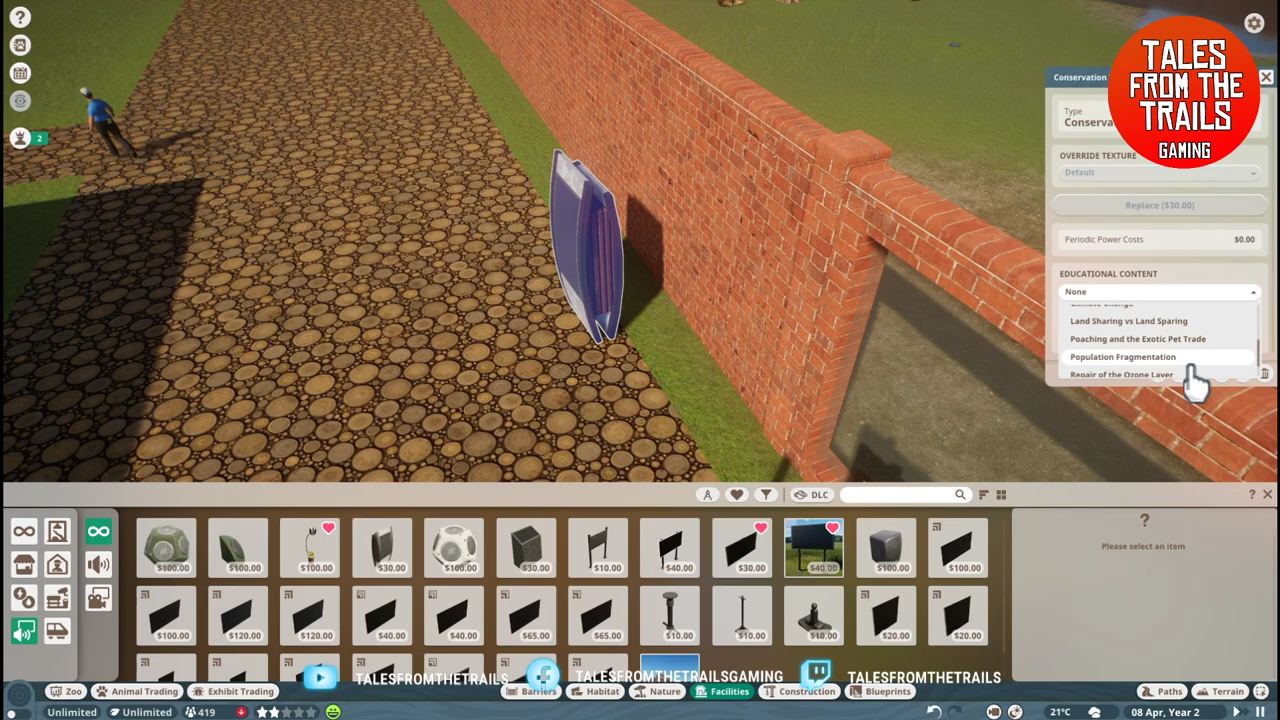 TALES
FROM THE
TRAILS
GAMING
Conservation
Type
Conserva
OVERRIDE TEXTURE
Default
Replace ($30.00)
Periodic Power Costs $0.00
EDUCATIONAL CONTENT
None
Climate Change
Land Sharing vs Land Sparing
Poaching and the Exotic Pet Trade
Population Fragmentation
Repair of the Ozone Layer
2
DLC
?
Please select an item
$100.00 $100.00 $100.00 $30.00 $100.00 $30.00 $10.00 $40.00 $30.00 $40.00 $100.00 $100.00
$100.00 $120.00 $120.00 $40.00 $40.00 $65.00 $65.00 $10.00 $10.00 $10.00 $20.00 $20.00
TALESFROMTHETRAILS TALESFROMTHETRAILSGAMING TALESFROMTHETRAILS
Zoo Animal Trading Exhibit Trading Barriers Habitat Nature Facilities Construction Blueprints Paths Terrain
Unlimited Unlimited 419 21°C 08 Apr, Year 2